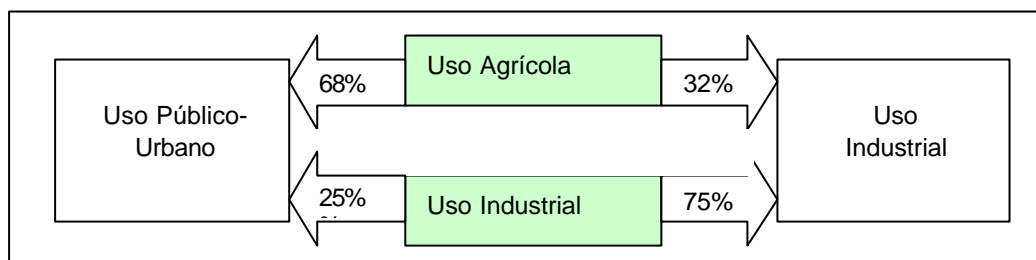 Uso Agrícola
68%
32%
Uso Público-
Urbano
Uso
Industrial
25%
%
Uso Industrial
75%